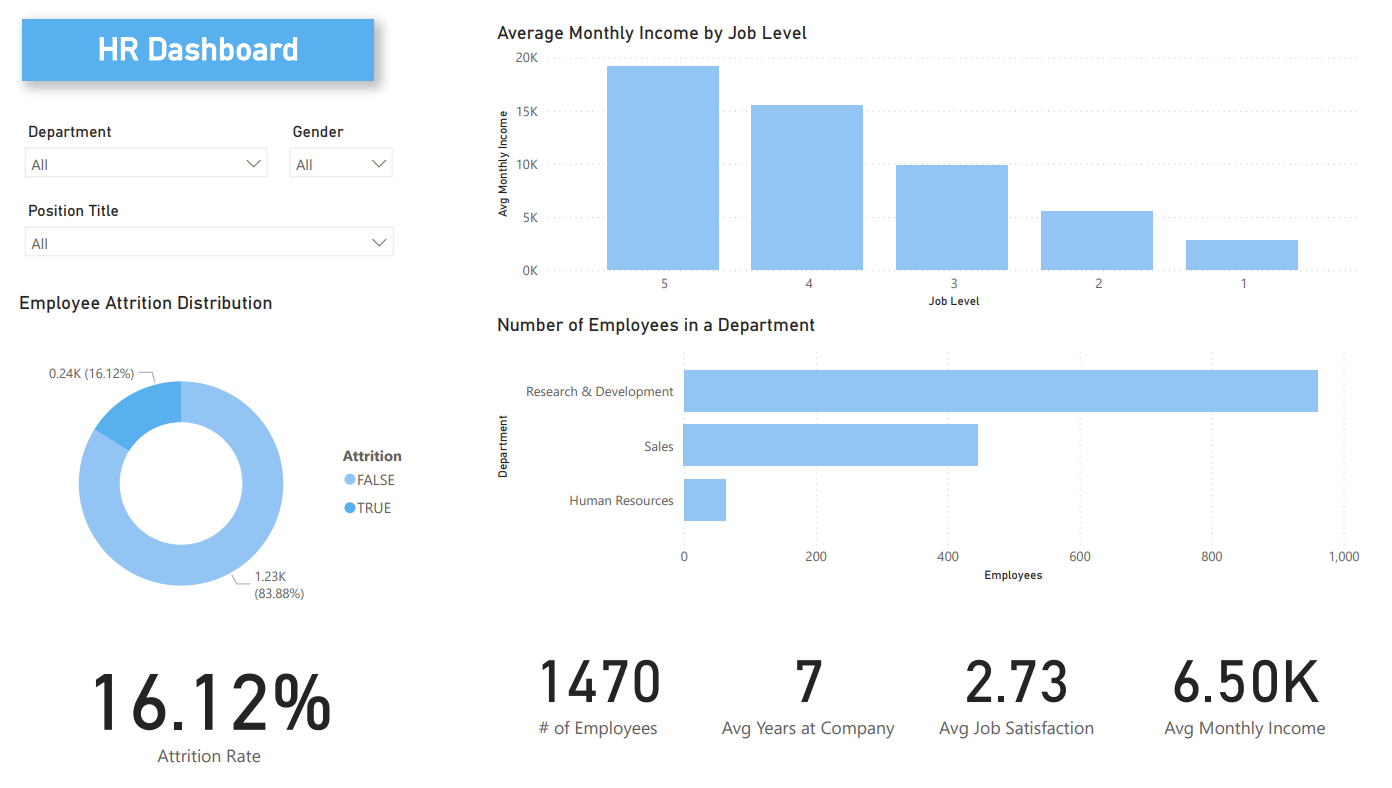 HR Dashboard
Department
Gender
All
All
Position Title
All
Employee Attrition Distribution
0.24K (16.12%)
Attrition
FALSE
TRUE
1.23K
(83.88%)
16.12%
Attrition Rate
Average Monthly Income by Job Level
Avg Monthly Income
20K
15K
10K
5K
0K
5 4 3 2 1
Job Level
Number of Employees in a Department
Department
Research & Development
Sales
Human Resources
0 200 400 600 800 1,000
Employees
1470
# of Employees
7
Avg Years at Company
2.73
Avg Job Satisfaction
6.50K
Avg Monthly Income